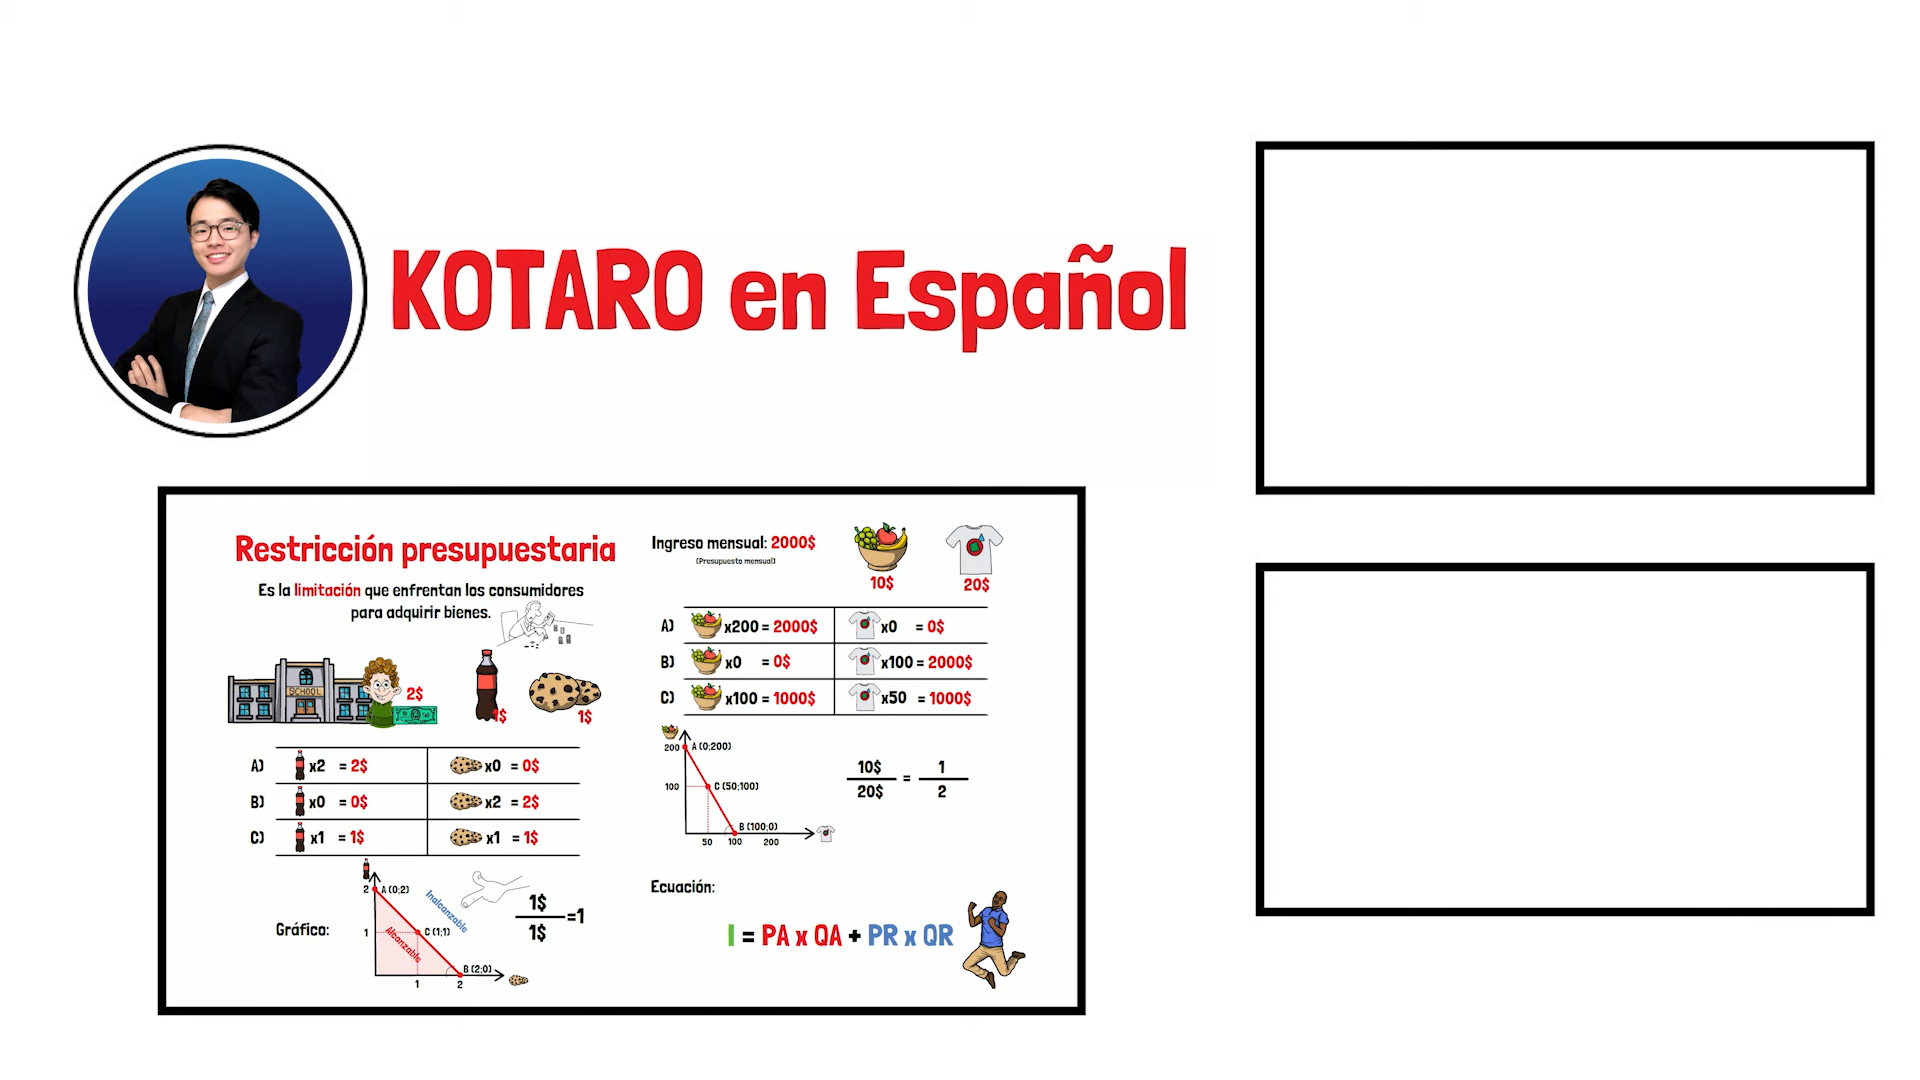 KOTARO en Español
Restricción presupuestaria
Es la limitación que enfrentan los consumidores
para adquirir bienes.
SCHOOL
2$
1$
1$
A) x2 = 2$ x0 = 0$
B) x0 = 0$ x2 = 2$
C) x1 = 1$ x1 = 1$
Gráfico:
2
A (0;2)
Inalcanzable
1
C (1;1)
Alcanzable
B (2;0)
1
2
1$
1$
=1
Ingreso mensual: 2000$
(Presupuesto mensual)
10$
20$
A) x200 = 2000$ x0 = 0$
B) x0 = 0$ x100 = 2000$
C) x100 = 1000$ x50 = 1000$
200
A (0;200)
100
C (50;100)
B (100;0)
50
100
200
10$
20$
=
1
2
Ecuación:
I = PA x QA + PR x QR